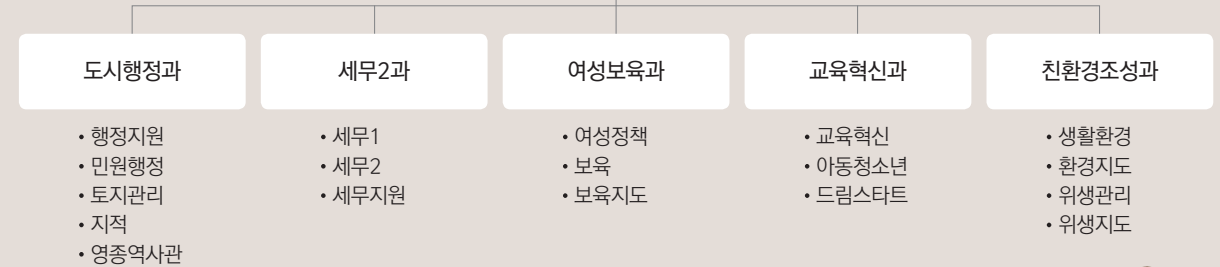 도시행정과
• 행정지원
• 민원행정
• 토지관리
• 지적
• 영종역사관
세무2과
• 세무1
• 세무2
• 세무지원
여성보육과
• 여성정책
• 보육
• 보육지도
교육혁신과
• 교육혁신
• 아동청소년
• 드림스타트
친환경조성과
• 생활환경
• 환경지도
• 위생관리
• 위생지도